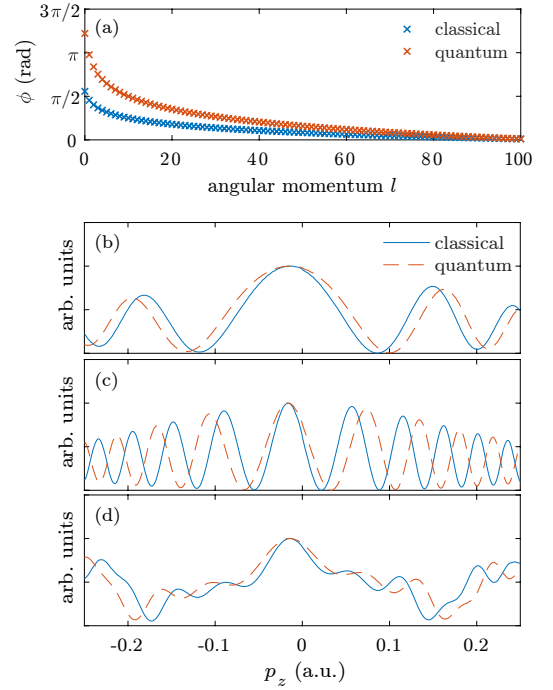 3π/2
(a)
classical
quantum
π
ϕ (rad)
π/2
0
0 20 40 60 80 100
angular momentum l
(b)
classical
quantum
arb. units
(c)
arb. units
(d)
arb. units
-0.2 -0.1 0 0.1 0.2
p_z (a.u.)